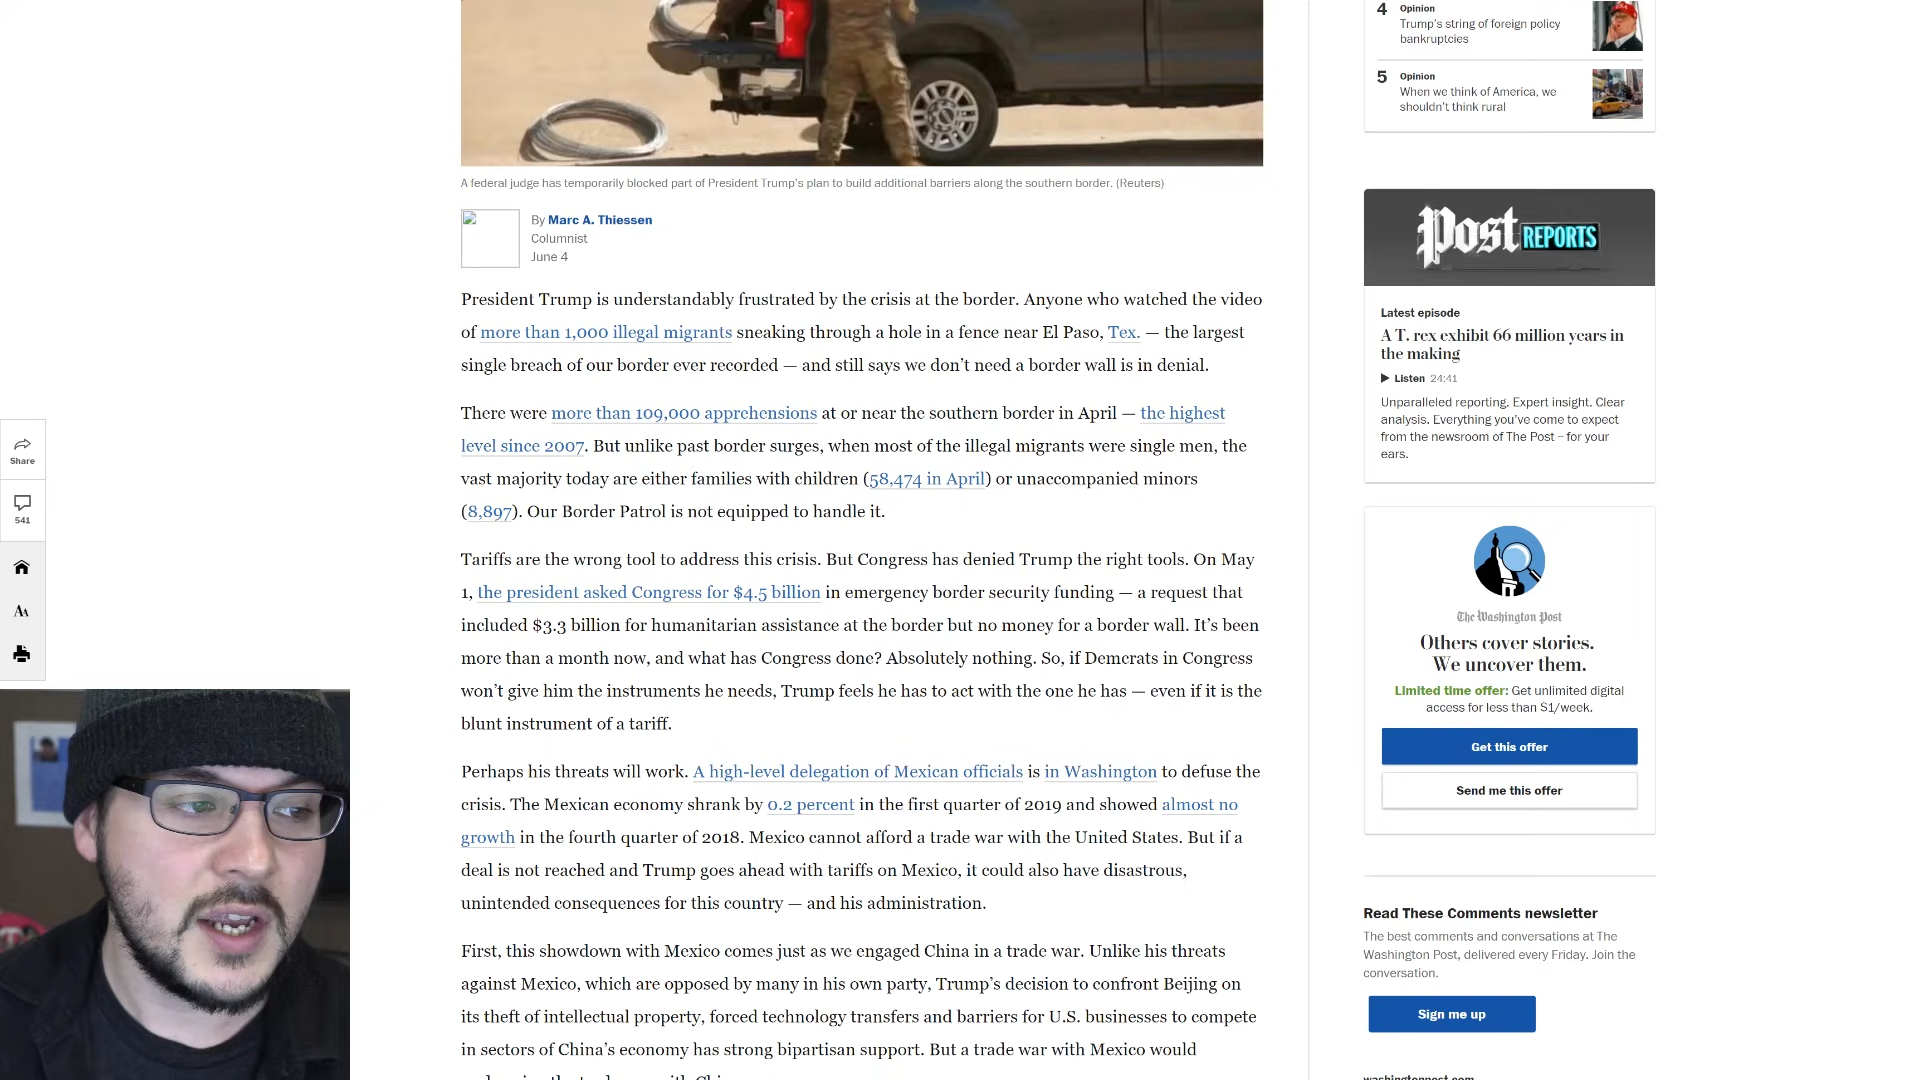 4
Opinion
Trump's string of foreign policy
bankruptcies
5
Opinion
When we think of America, we
shouldn't think rural
A federal judge has temporarily blocked part of President Trump's plan to build additional barriers along the southern border. (Reuters)
By Marc A. Thiessen
Columnist
June 4
President Trump is understandably frustrated by the crisis at the border. Anyone who watched the video
of more than 1,000 illegal migrants sneaking through a hole in a fence near El Paso, Tex. — the largest
single breach of our border ever recorded — and still says we don't need a border wall is in denial.
There were more than 109,000 apprehensions at or near the southern border in April — the highest
level since 2007. But unlike past border surges, when most of the illegal migrants were single men, the
vast majority today are either families with children (58,474 in April) or unaccompanied minors
(8,897). Our Border Patrol is not equipped to handle it.
Tariffs are the wrong tool to address this crisis. But Congress has denied Trump the right tools. On May
1, the president asked Congress for $4.5 billion in emergency border security funding — a request that
included $3.3 billion for humanitarian assistance at the border but no money for a border wall. It's been
more than a month now, and what has Congress done? Absolutely nothing. So, if Demcrats in Congress
won't give him the instruments he needs, Trump feels he has to act with the one he has — even if it is the
blunt instrument of a tariff.
Perhaps his threats will work. A high-level delegation of Mexican officials is in Washington to defuse the
crisis. The Mexican economy shrank by 0.2 percent in the first quarter of 2019 and showed almost no
growth in the fourth quarter of 2018. Mexico cannot afford a trade war with the United States. But if a
deal is not reached and Trump goes ahead with tariffs on Mexico, it could also have disastrous,
unintended consequences for this country — and his administration.
First, this showdown with Mexico comes just as we engaged China in a trade war. Unlike his threats
against Mexico, which are opposed by many in his own party, Trump's decision to confront Beijing on
its theft of intellectual property, forced technology transfers and barriers for U.S. businesses to compete
in sectors of China's economy has strong bipartisan support. But a trade war with Mexico would
Share
541
AA
Post REPORTS
Latest episode
A T. rex exhibit 66 million years in
the making
Listen 24:41
Unparalleled reporting. Expert insight. Clear
analysis. Everything you've come to expect
from the newsroom of The Post – for your
ears.
The Washington Post
Others cover stories.
We uncover them.
Limited time offer: Get unlimited digital
access for less than $1/week.
Get this offer
Send me this offer
Read These Comments newsletter
The best comments and conversations at The
Washington Post, delivered every Friday. Join the
conversation.
Sign me up
washingtonpost.com